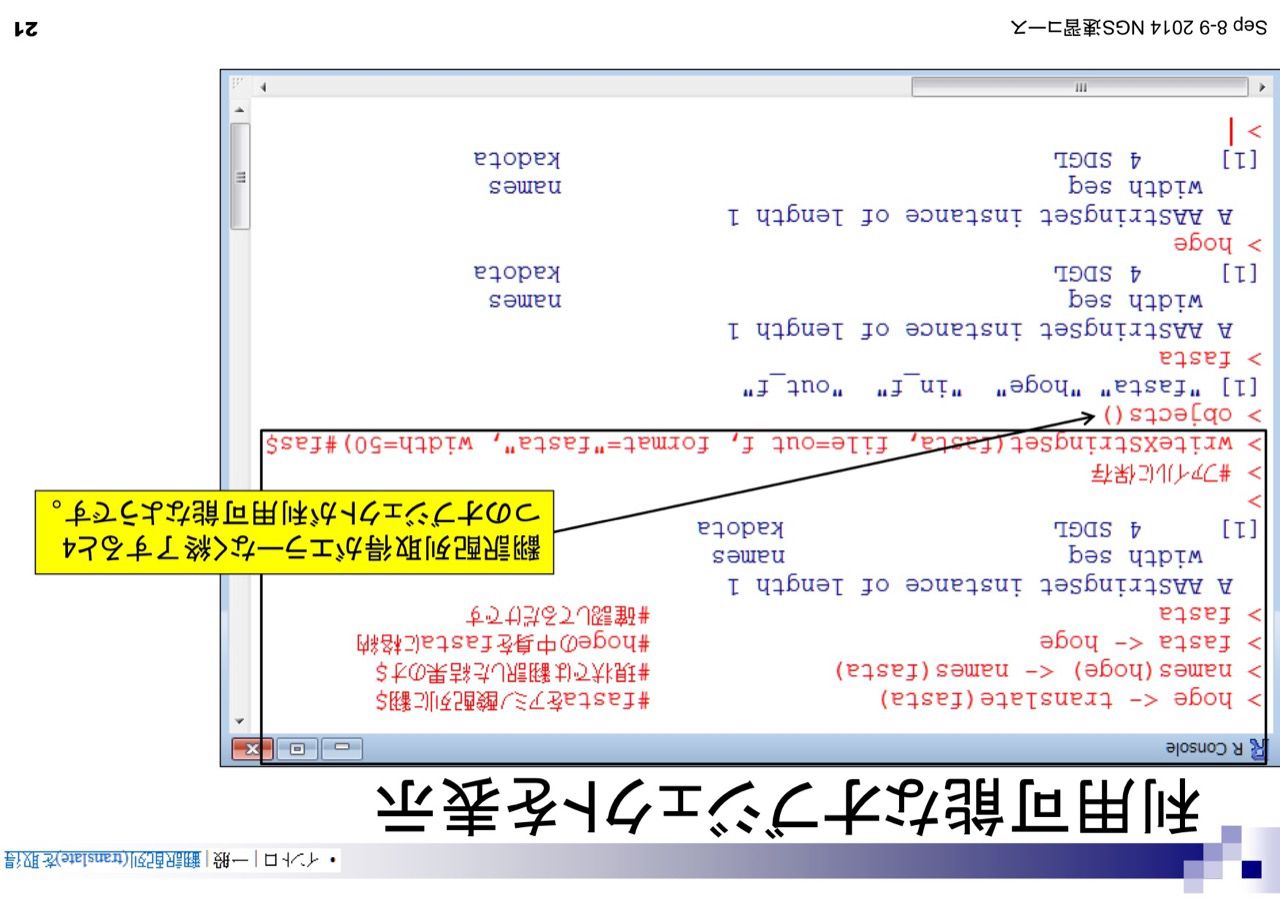 • イントロ | 一般 | 翻訳配列(translate)を取得
利用可能なオブジェクトを表示
R Console
> hoge <- translate(fasta) #fastaをアミノ酸配列に翻$
> names(hoge) <- names(fasta) #現状では翻訳した結果のオ$
> fasta <- hoge #hogeの中身をfastaに格納
> fasta #確認してるだけです
A AAStringSet instance of length 1
width seq names
[1] 4 SDGL kadota
>
> #ファイルに保存
> writeXStringSet(fasta, file=out_f, format="fasta", width=50)#fas$
> objects()
[1] "fasta" "hoge" "in_f" "out_f"
> fasta
A AAStringSet instance of length 1
width seq names
[1] 4 SDGL kadota
> hoge
A AAStringSet instance of length 1
width seq names
[1] 4 SDGL kadota
>
翻訳配列取得がエラーなく終了すると4
つのオブジェクトが利用可能なようです。
Sep 8-9 2014 NGS速習コース
21